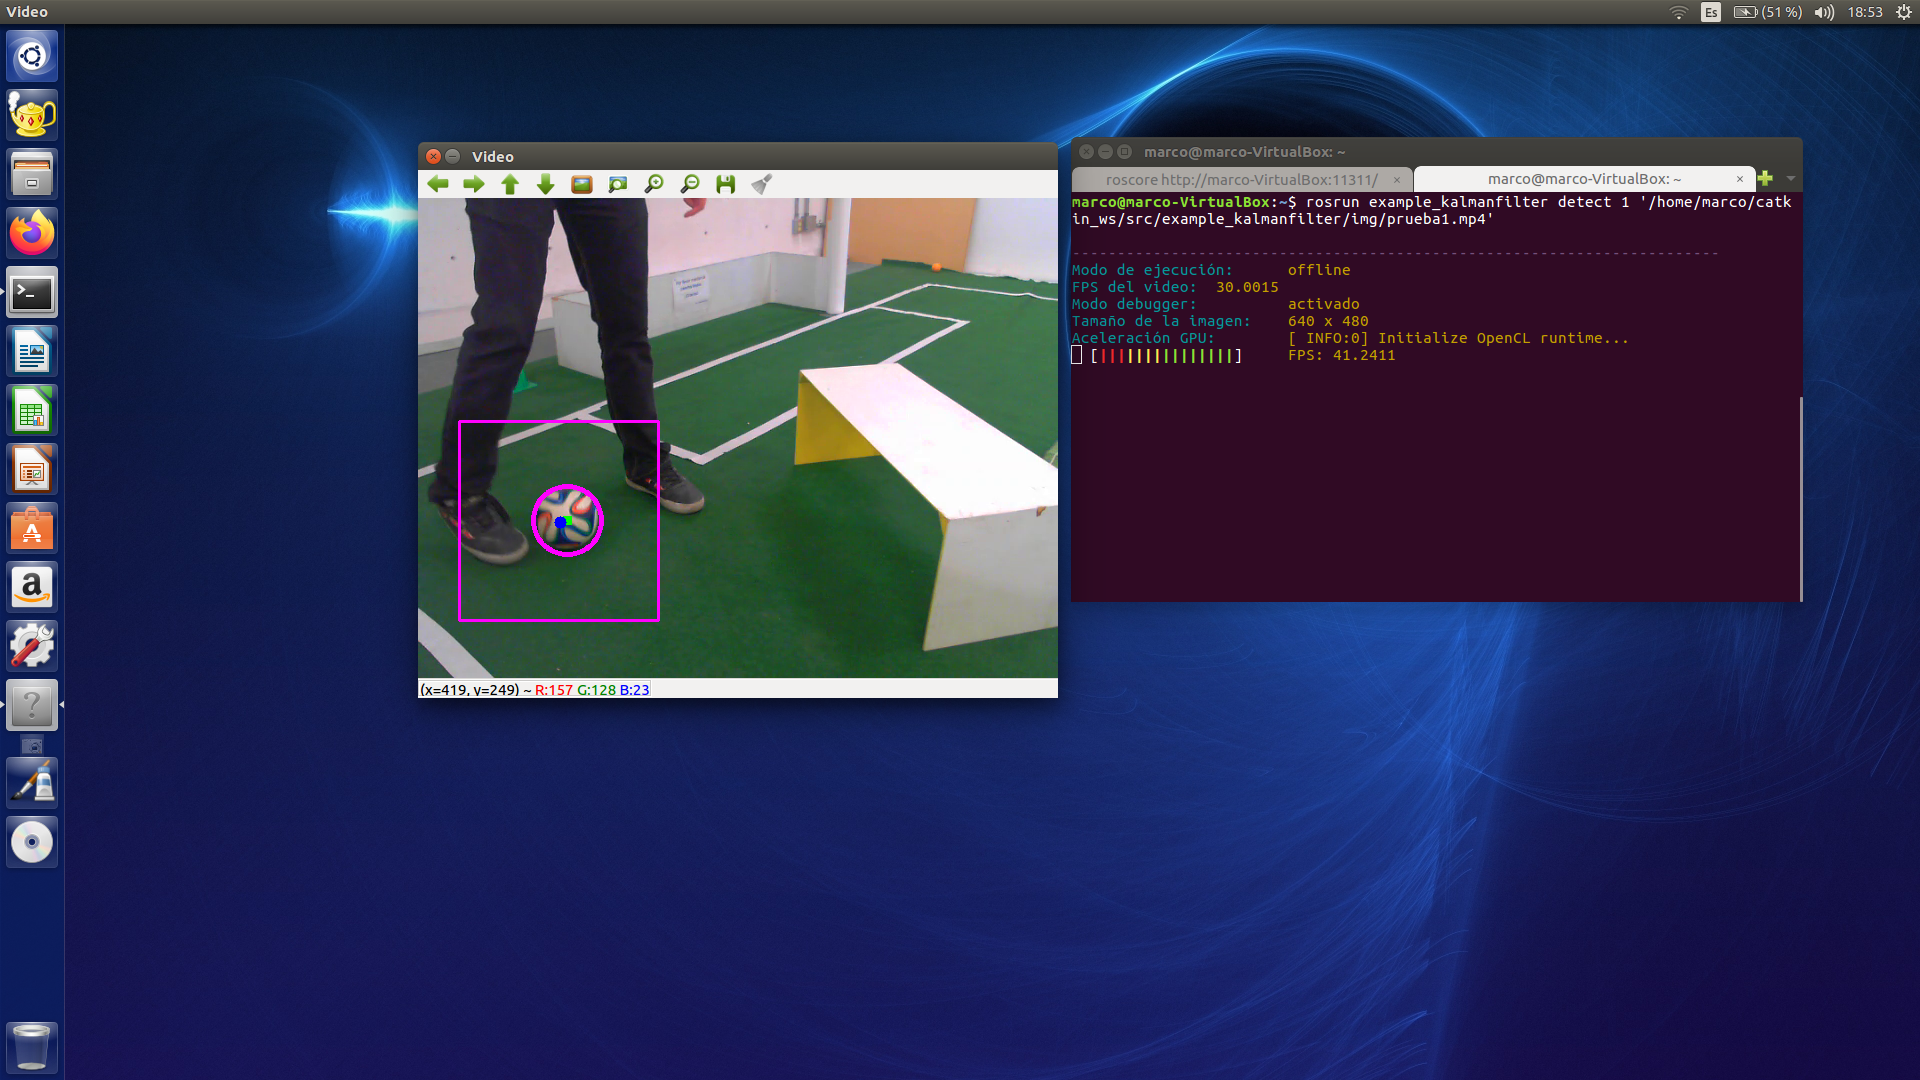 Video
Es
(51 %)
18:53
Video
(x=419, y=249) ~ R:157 G:128 B:23
marco@marco-VirtualBox: ~
roscore http://marco-VirtualBox:11311/ ×
marco@marco-VirtualBox: ~ ×
marco@marco-VirtualBox:~$ rosrun example_kalmanfilter detect 1 '/home/marco/catk
in_ws/src/example_kalmanfilter/img/prueba1.mp4'
------------------------------------------------------------------------
Modo de ejecución: offline
FPS del video: 30.0015
Modo debugger: activado
Tamaño de la imagen: 640 x 480
Aceleración GPU: [ INFO:0] Initialize OpenCL runtime...
[|||||||||||||||] FPS: 41.2411